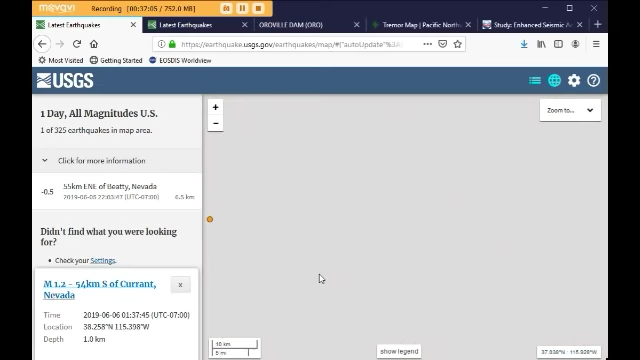 movavi Recording [ 00:37:05 / 752.0 MB ]
Latest Earthquakes
Latest Earthquakes
OROVILLE DAM (ORO)
Tremor Map | Pacific North
Study: Enhanced Seismic Ac
https://earthquake.usgs.gov/earthquakes/map/#{"autoUpdate"%3A
Most Visited Getting Started EOSDIS Worldview
USGS
1 Day, All Magnitudes U.S.
1 of 325 earthquakes in map area.
Click for more information
-0.5
55km ENE of Beatty, Nevada
2019-06-05 22:03:47 (UTC-07:00) 6.5 km
Didn't find what you were looking
for?
Check your Settings.
M 1.2 - 54km S of Currant,
Nevada
x
Time 2019-06-06 01:37:45 (UTC-07:00)
Location 38.258°N 115.398°W
Depth 1.0 km
+
−
Zoom to...
5 mi
show legend